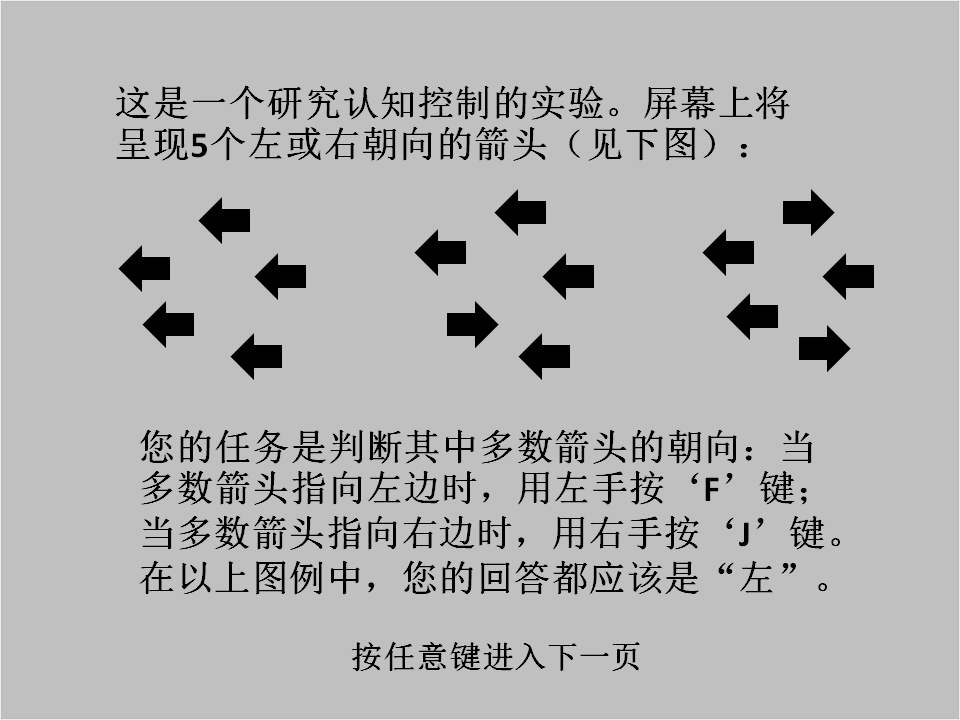 这是一个研究认知控制的实验。屏幕上将
呈现5个左或右朝向的箭头（见下图）：
您的任务是判断其中多数箭头的朝向：当
多数箭头指向左边时，用左手按‘F’键；
当多数箭头指向右边时，用右手按‘J’键。
在以上图例中，您的回答都应该是“左”。
按任意键进入下一页